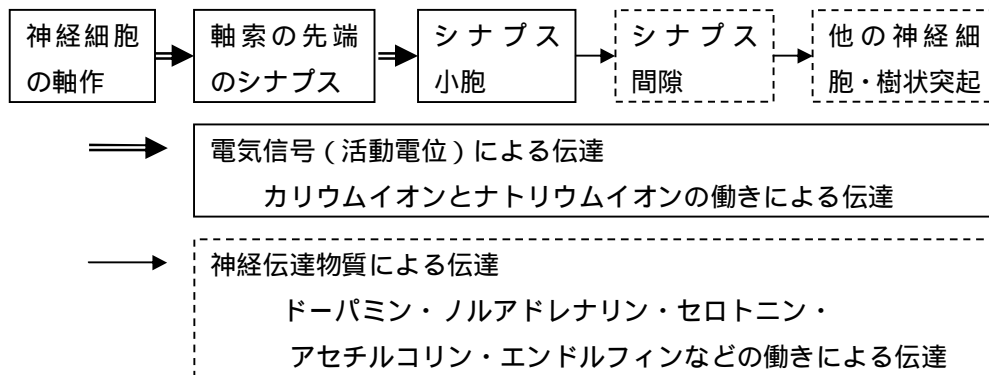 神経細胞
の軸作
軸索の先端
のシナプス
シナプス
小胞
シナプス
間隙
他の神経細
胞・樹状突起
電気信号(活動電位)による伝達
カリウムイオンとナトリウムイオンの働きによる伝達
神経伝達物質による伝達
ドーパミン・ノルアドレナリン・セロトニン・
アセチルコリン・エンドルフィンなどの働きによる伝達